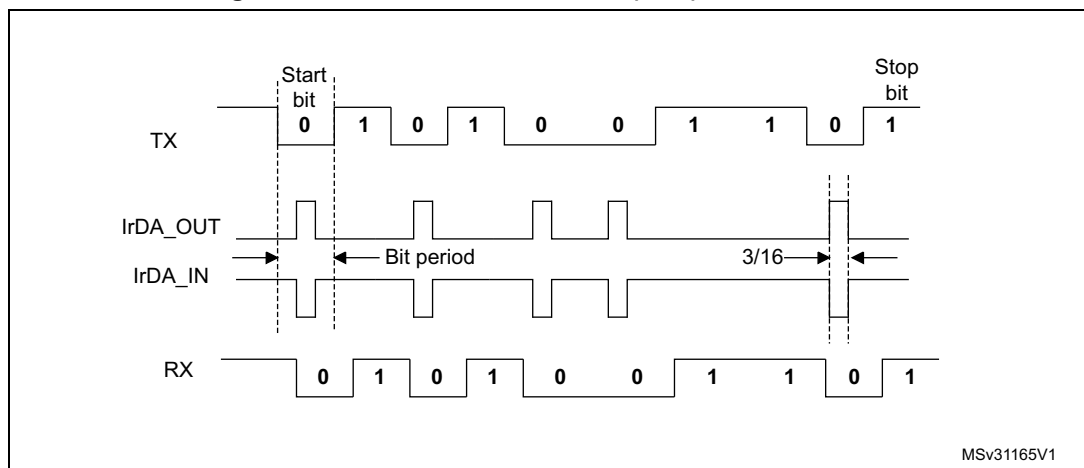 Start
bit
Stop
bit
TX
0 1 0 1 0 0 1 1 0 1
IrDA_OUT
Bit period
3/16
IrDA_IN
RX
0 1 0 1 0 0 1 1 0 1
MSv31165V1